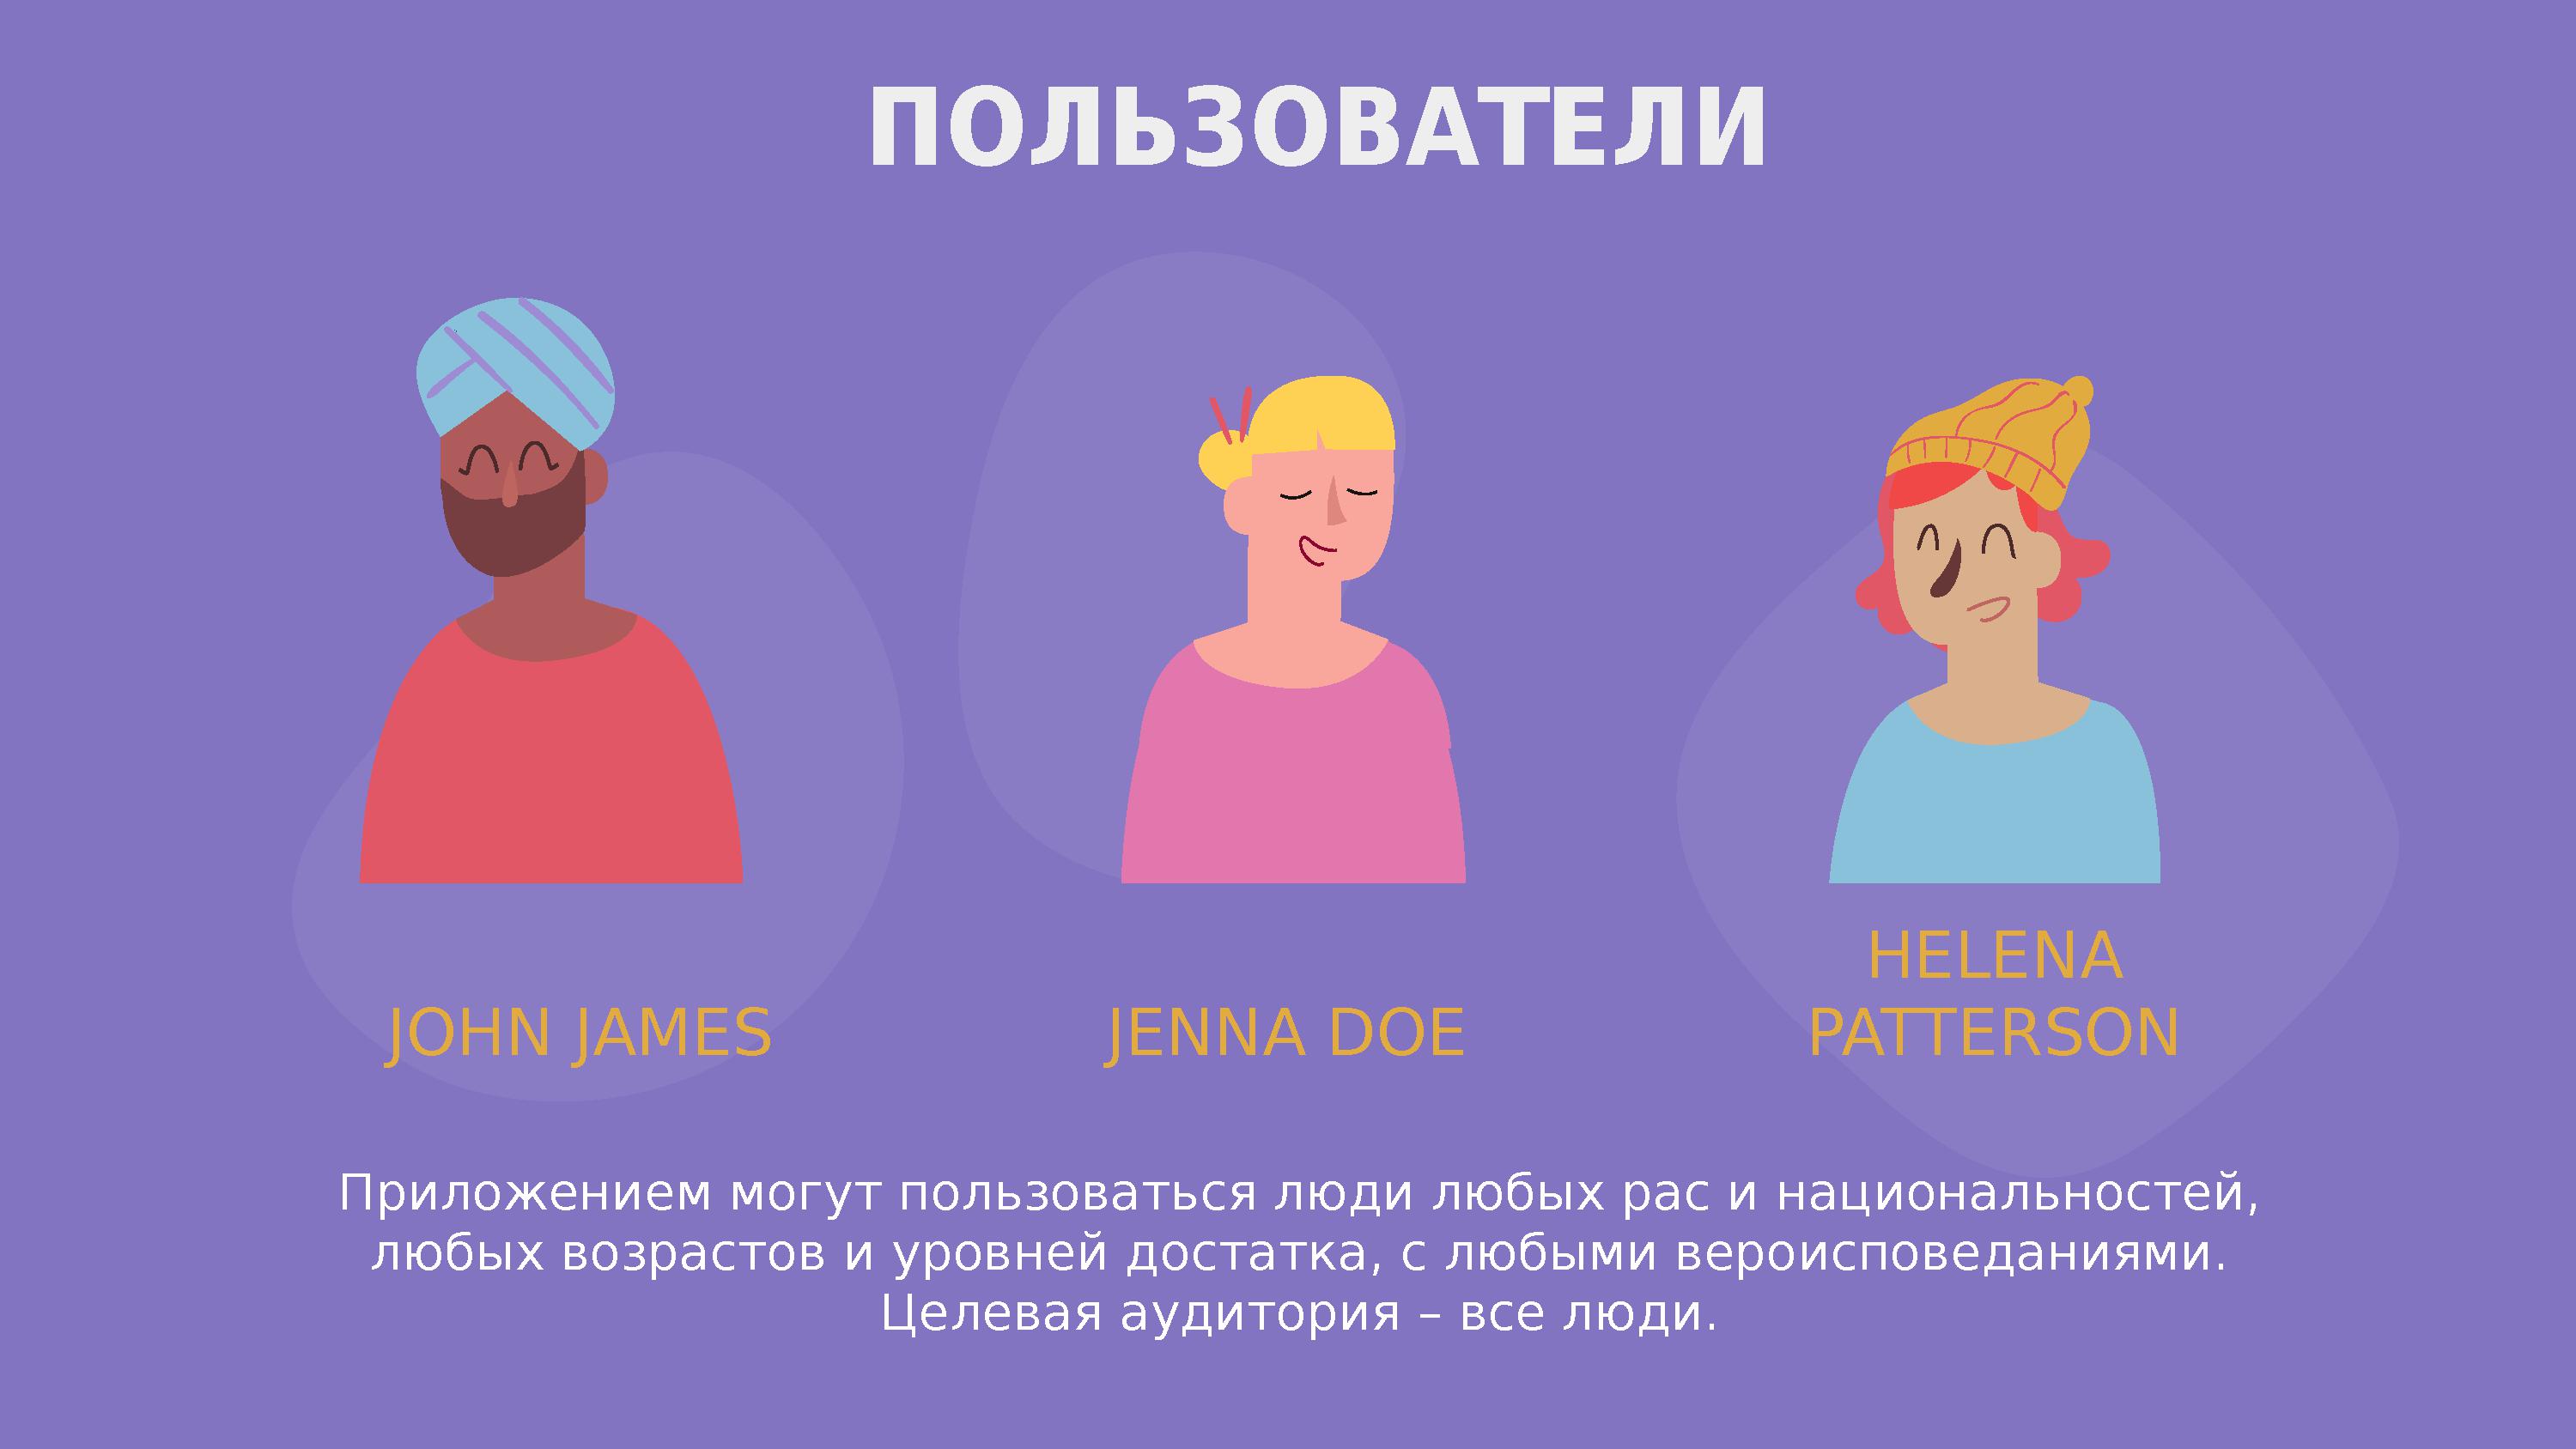 ПОЛЬЗОВАТЕЛИ
JOHN JAMES
JENNA DOE
HELENA
PATTERSON
Приложением могут пользоваться люди любых рас и национальностей,
любых возрастов и уровней достатка, с любыми вероисповеданиями.
Целевая аудитория – все люди.